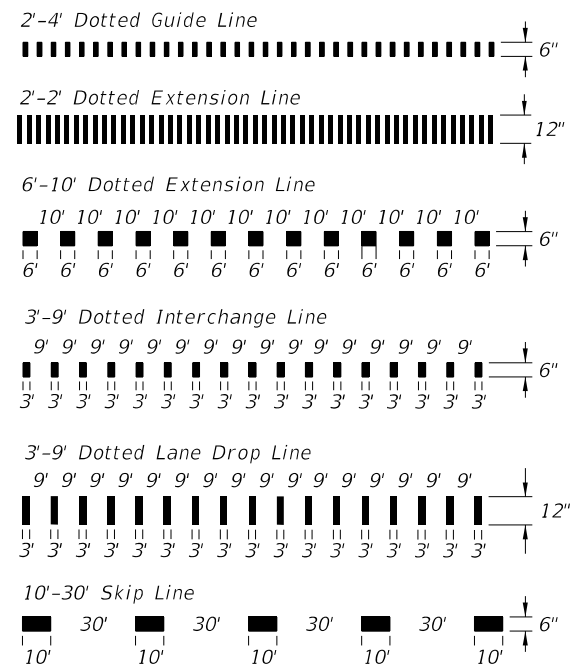 2'-4' Dotted Guide Line
6"
2'-2' Dotted Extension Line
12"
6'-10' Dotted Extension Line
10' 10' 10' 10' 10' 10' 10' 10' 10' 10' 10' 10'
6"
6' 6' 6' 6' 6' 6' 6' 6' 6' 6' 6' 6' 6'
3'-9' Dotted Interchange Line
9' 9' 9' 9' 9' 9' 9' 9' 9' 9' 9' 9' 9' 9' 9' 9'
6"
3' 3' 3' 3' 3' 3' 3' 3' 3' 3' 3' 3' 3' 3' 3' 3' 3'
3'-9' Dotted Lane Drop Line
9' 9' 9' 9' 9' 9' 9' 9' 9' 9' 9' 9' 9' 9' 9' 9'
12"
3' 3' 3' 3' 3' 3' 3' 3' 3' 3' 3' 3' 3' 3' 3' 3' 3'
10'-30' Skip Line
30' 30' 30' 30' 6"
10' 10' 10' 10' 10'